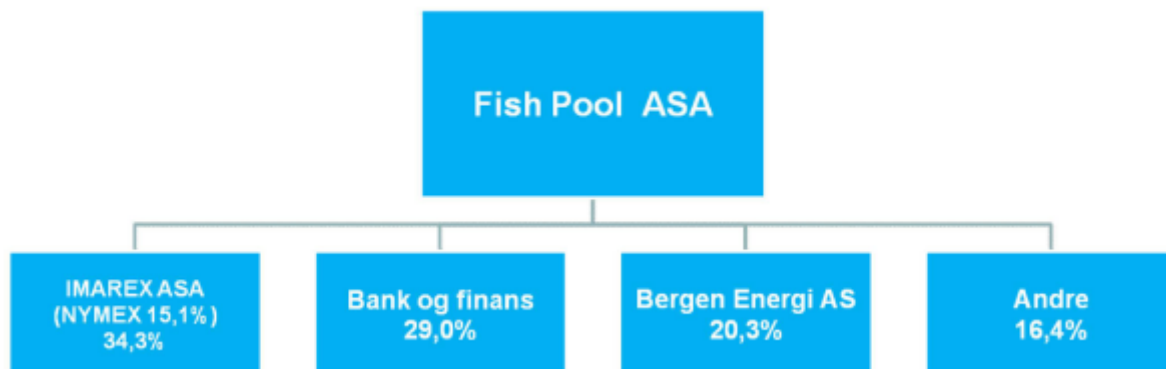 Fish Pool ASA
IMAREX ASA
(NYMEX 15,1%)
34,3%
Bank og finans
29,0%
Bergen Energi AS
20,3%
Andre
16,4%